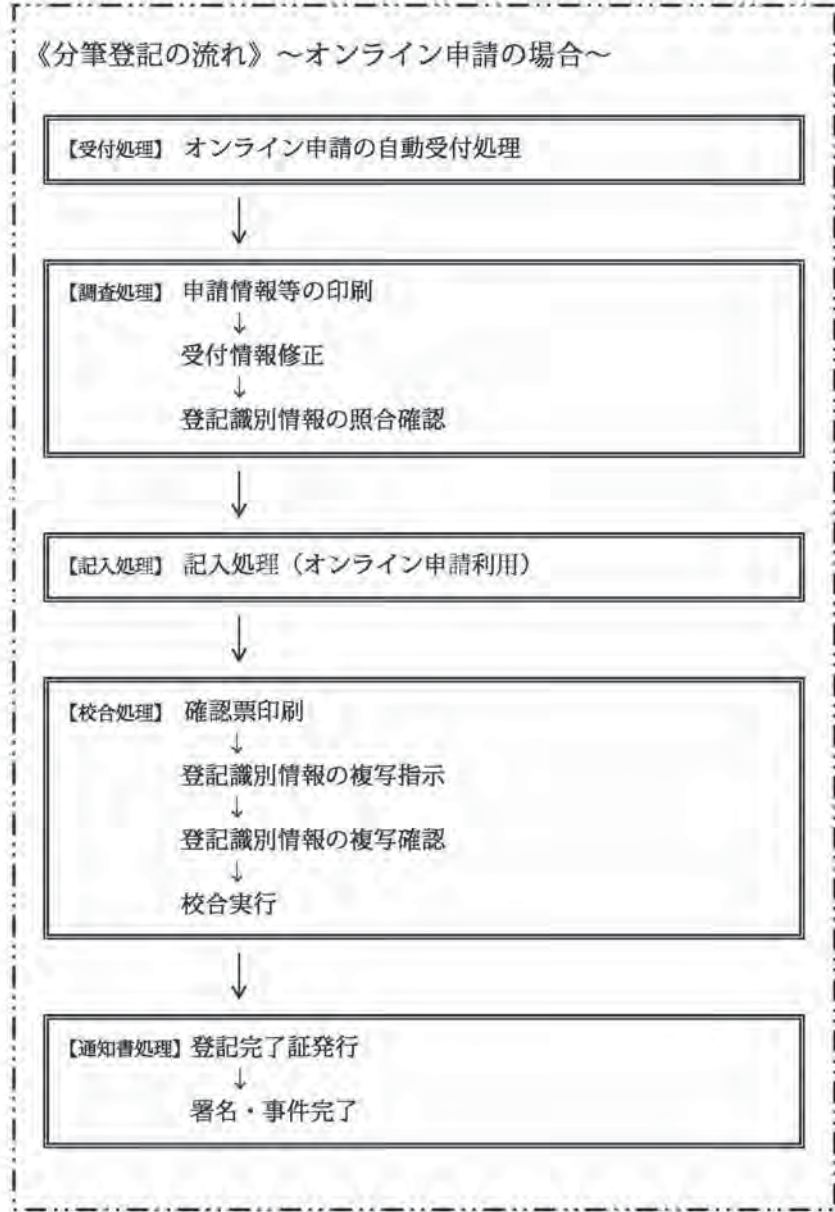 《分筆登記の流れ》～オンライン申請の場合～
【受付処理】 オンライン申請の自動受付処理
↓
【調査処理】 申請情報等の印刷
↓
受付情報修正
↓
登記識別情報の照合確認
↓
【記入処理】 記入処理（オンライン申請利用）
↓
【校合処理】 確認票印刷
↓
登記識別情報の複写指示
↓
登記識別情報の複写確認
↓
校合実行
↓
【通知書処理】 登記完了証発行
↓
署名・事件完了